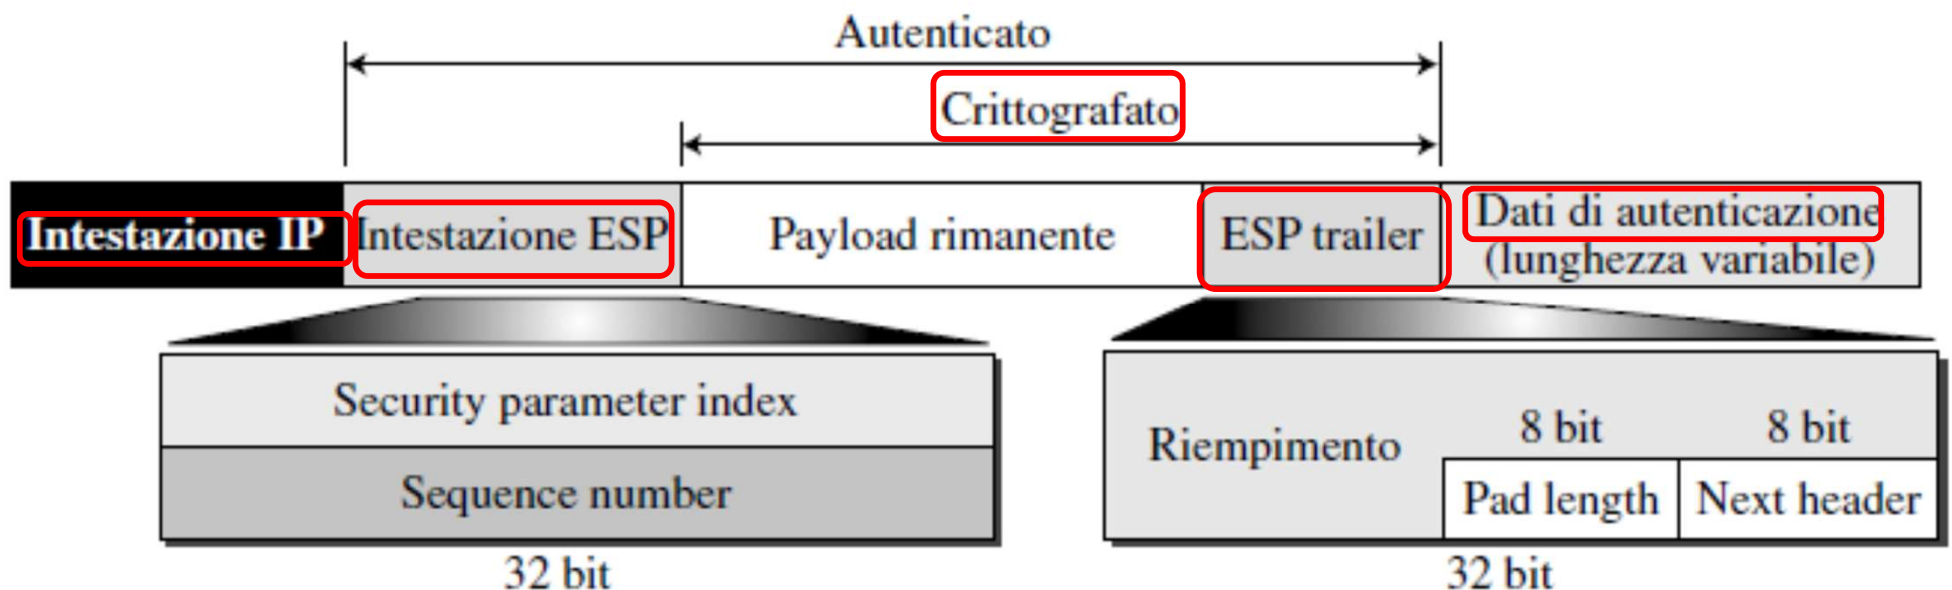 Autenticato
Crittografato
Intestazione IP
Intestazione ESP
Payload rimanente
ESP trailer
Dati di autenticazione
(lunghezza variabile)
Security parameter index
Sequence number
32 bit
Riempimento
8 bit
8 bit
Pad length
Next header
32 bit